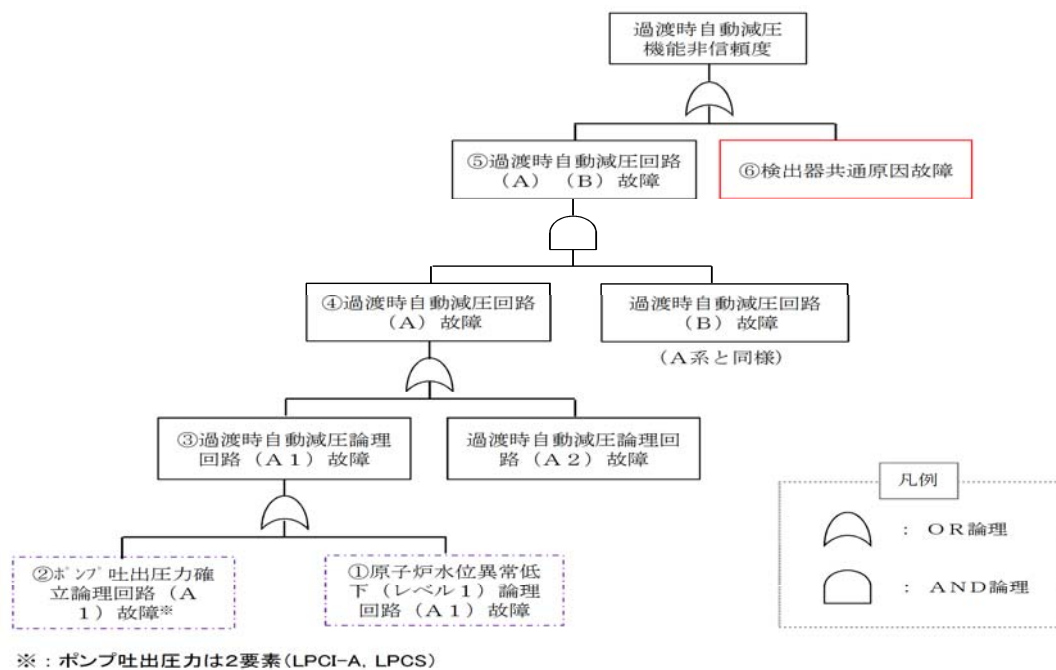 過渡時自動減圧
機能非信頼度
⑤過渡時自動減圧回路
（A）（B）故障
⑥検出器共通原因故障
④過渡時自動減圧回路
（A）故障
過渡時自動減圧回路
（B）故障
（A系と同様）
③過渡時自動減圧論理
回路（A1）故障
過渡時自動減圧論理回
路（A2）故障
②ﾎﾟﾝﾌﾟ吐出圧力確
立論理回路（A
1）故障※
①原子炉水位異常低
下（レベル1）論理
回路（A1）故障
凡例
： OR論理
： AND論理
※：ポンプ吐出圧力は2要素(LPCI-A, LPCS)